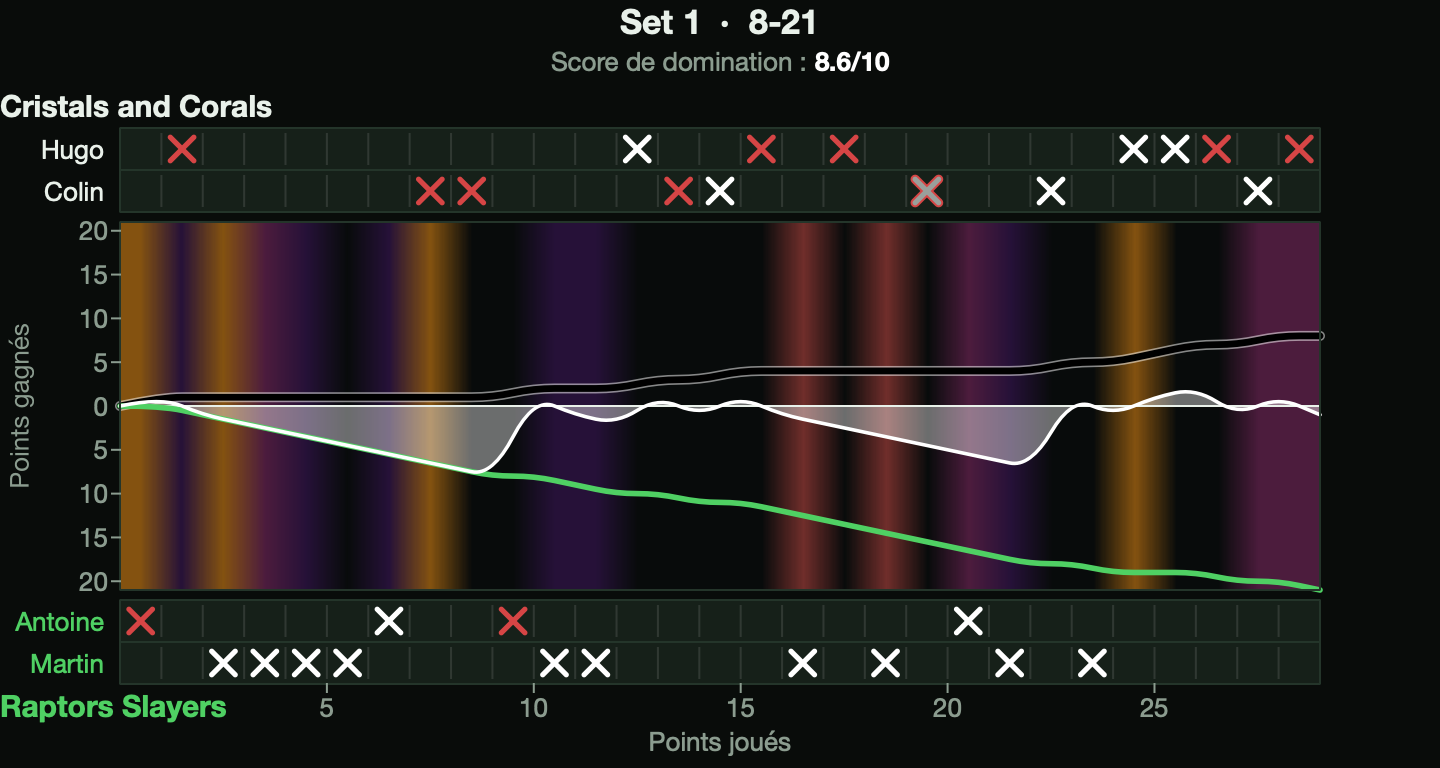 Set 1 · 8-21
Score de domination : 8.6/10
Cristals and Corals
Hugo
Colin
Points gagnés
20
15
10
5
0
5
10
15
20
Antoine
Martin
Raptors Slayers
5 10 15 20 25
Points joués